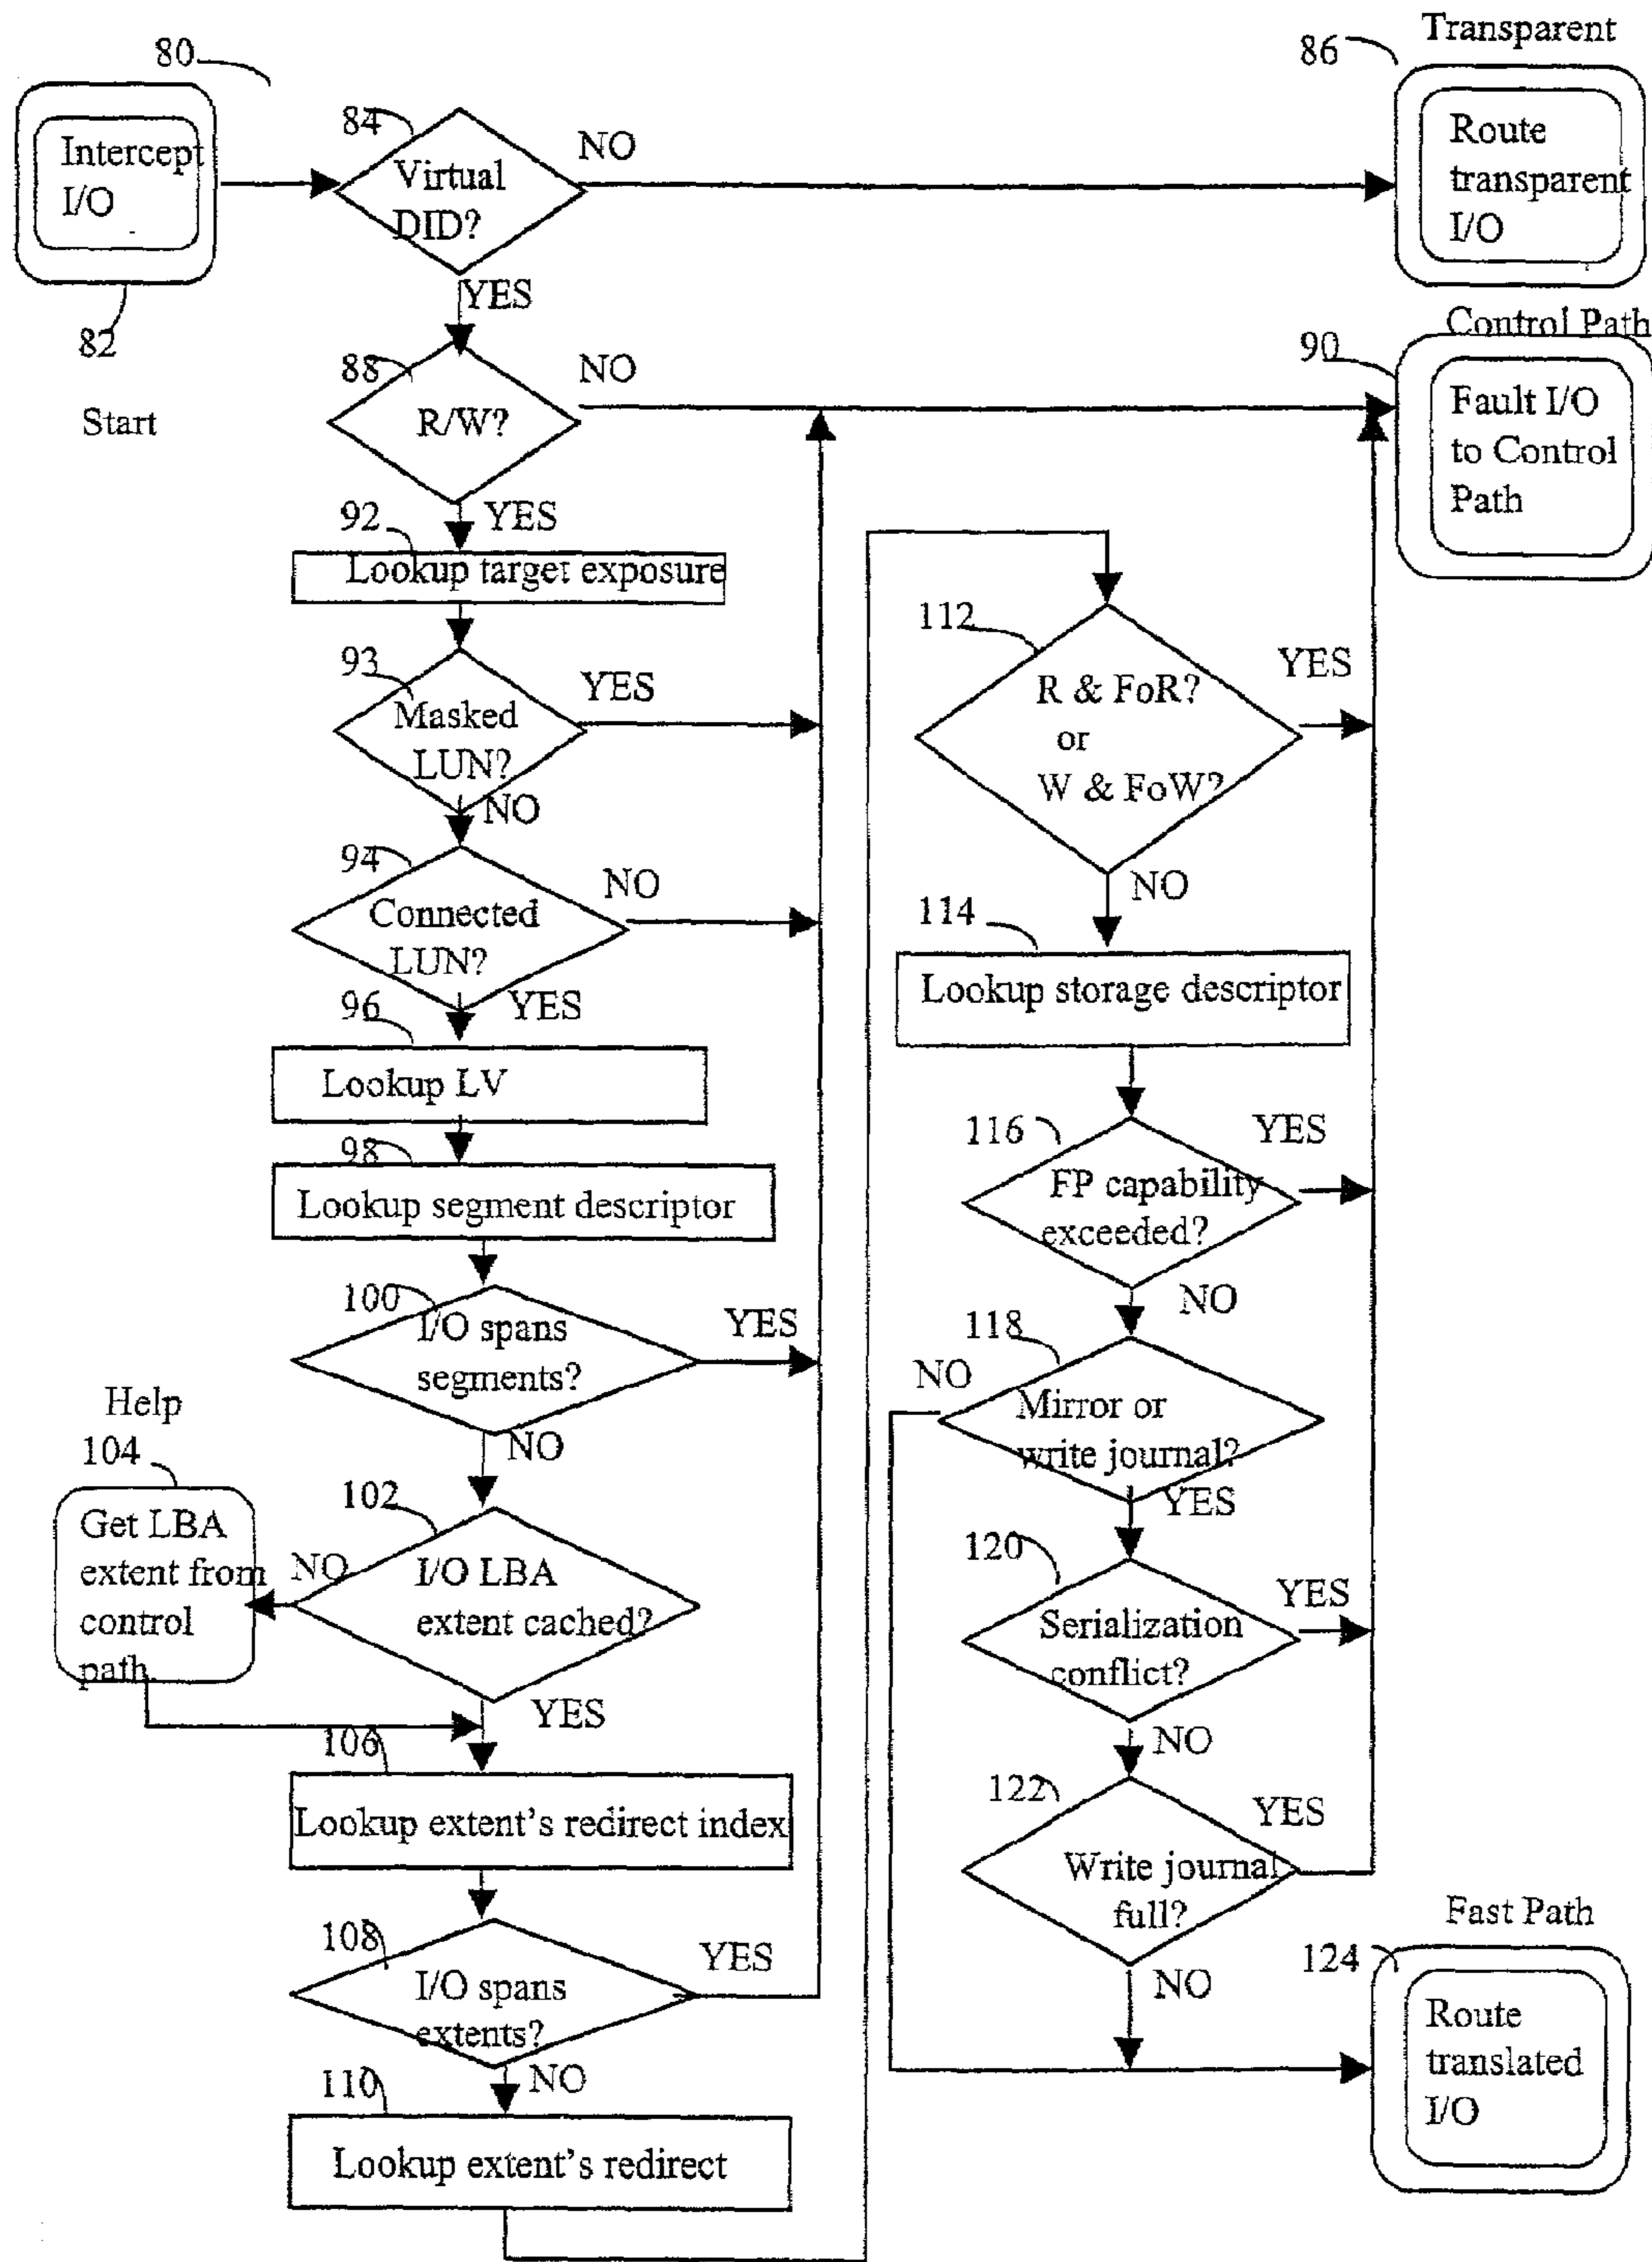 80
86
Transparent
Intercept
I/O
84
Virtual
DID?
NO
Route
transparent
I/O
82
Start
YES
88
R/W?
NO
90
Control Path
Fault I/O
to Control
Path
YES
92
Lookup target exposure
93
Masked
LUN?
YES
NO
94
Connected
LUN?
NO
YES
96
Lookup LV
98
Lookup segment descriptor
100
I/O spans
segments?
YES
NO
Help
104
Get LBA
extent from
control
path.
NO
102
I/O LBA
extent cached?
YES
106
Lookup extent's redirect index
108
I/O spans
extents?
YES
NO
110
Lookup extent's redirect
112
R & FoR?
or
W & FoW?
YES
NO
114
Lookup storage descriptor
116
FP capability
exceeded?
YES
NO
118
Mirror or
write journal?
NO
YES
120
Serialization
conflict?
YES
NO
122
Write journal
full?
YES
NO
Fast Path
124
Route
translated
I/O